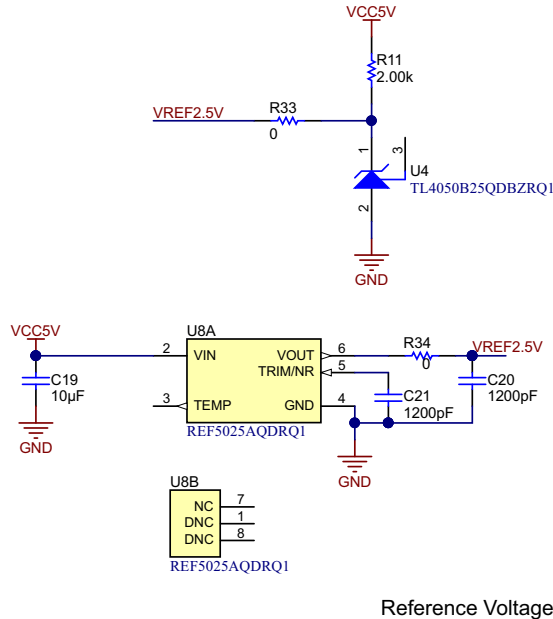 VCC5V
R11
2.00k
VREF2.5V
R33
0
1
3
U4
TL4050B25QDBZRQ1
2
GND
VCC5V
U8A
2
VIN
VOUT
6
R34
0
VREF2.5V
TRIM/NR
5
C19
10µF
C20
1200pF
C21
1200pF
3
TEMP
GND
4
REF5025AQDRQ1
GND
GND
U8B
NC
7
DNC
1
DNC
8
REF5025AQDRQ1
Reference Voltage